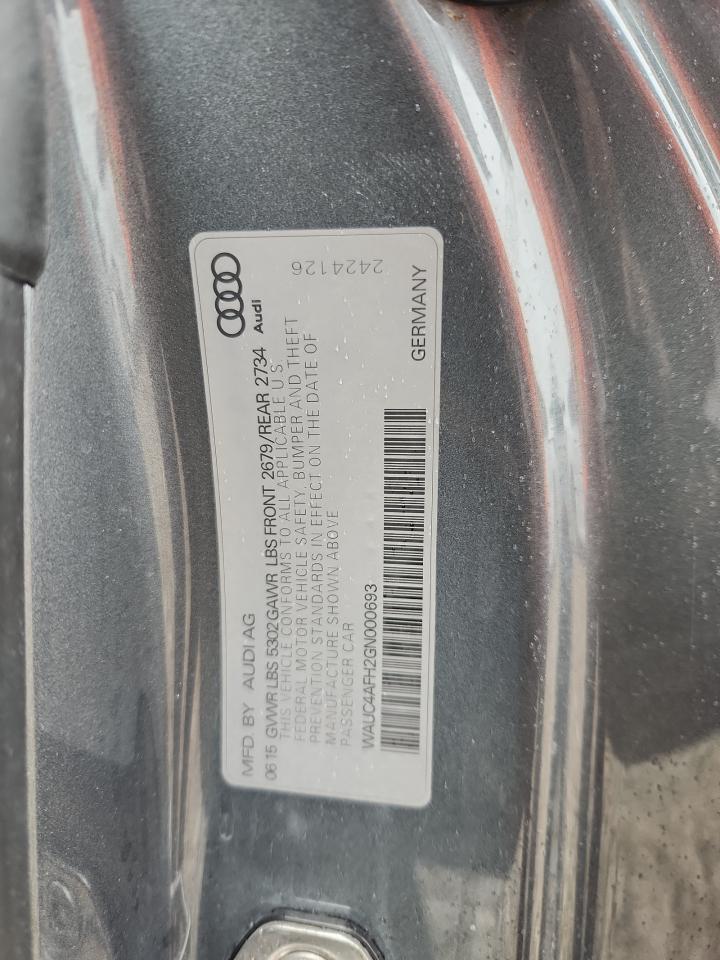 MFD. BY AUDI AG
Audi
0615 GVWR LBS 5302 GAWR LBS FRONT 2679/REAR 2734
THIS VEHICLE CONFORMS TO ALL APPLICABLE U.S.
FEDERAL MOTOR VEHICLE SAFETY, BUMPER AND THEFT
PREVENTION STANDARDS IN EFFECT ON THE DATE OF
MANUFACTURE SHOWN ABOVE
PASSENGER CAR
2424126
WAUC4AFH2GN000693
GERMANY